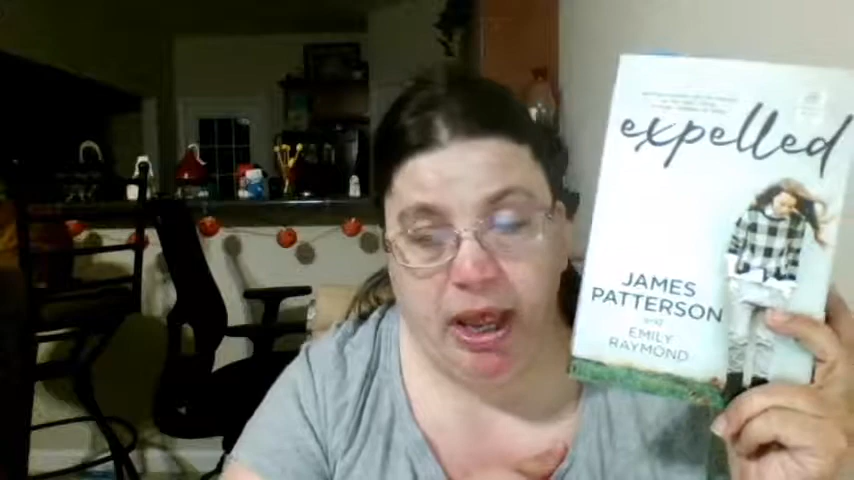 expelled
JAMES
PATTERSON
and
EMILY
RAYMOND